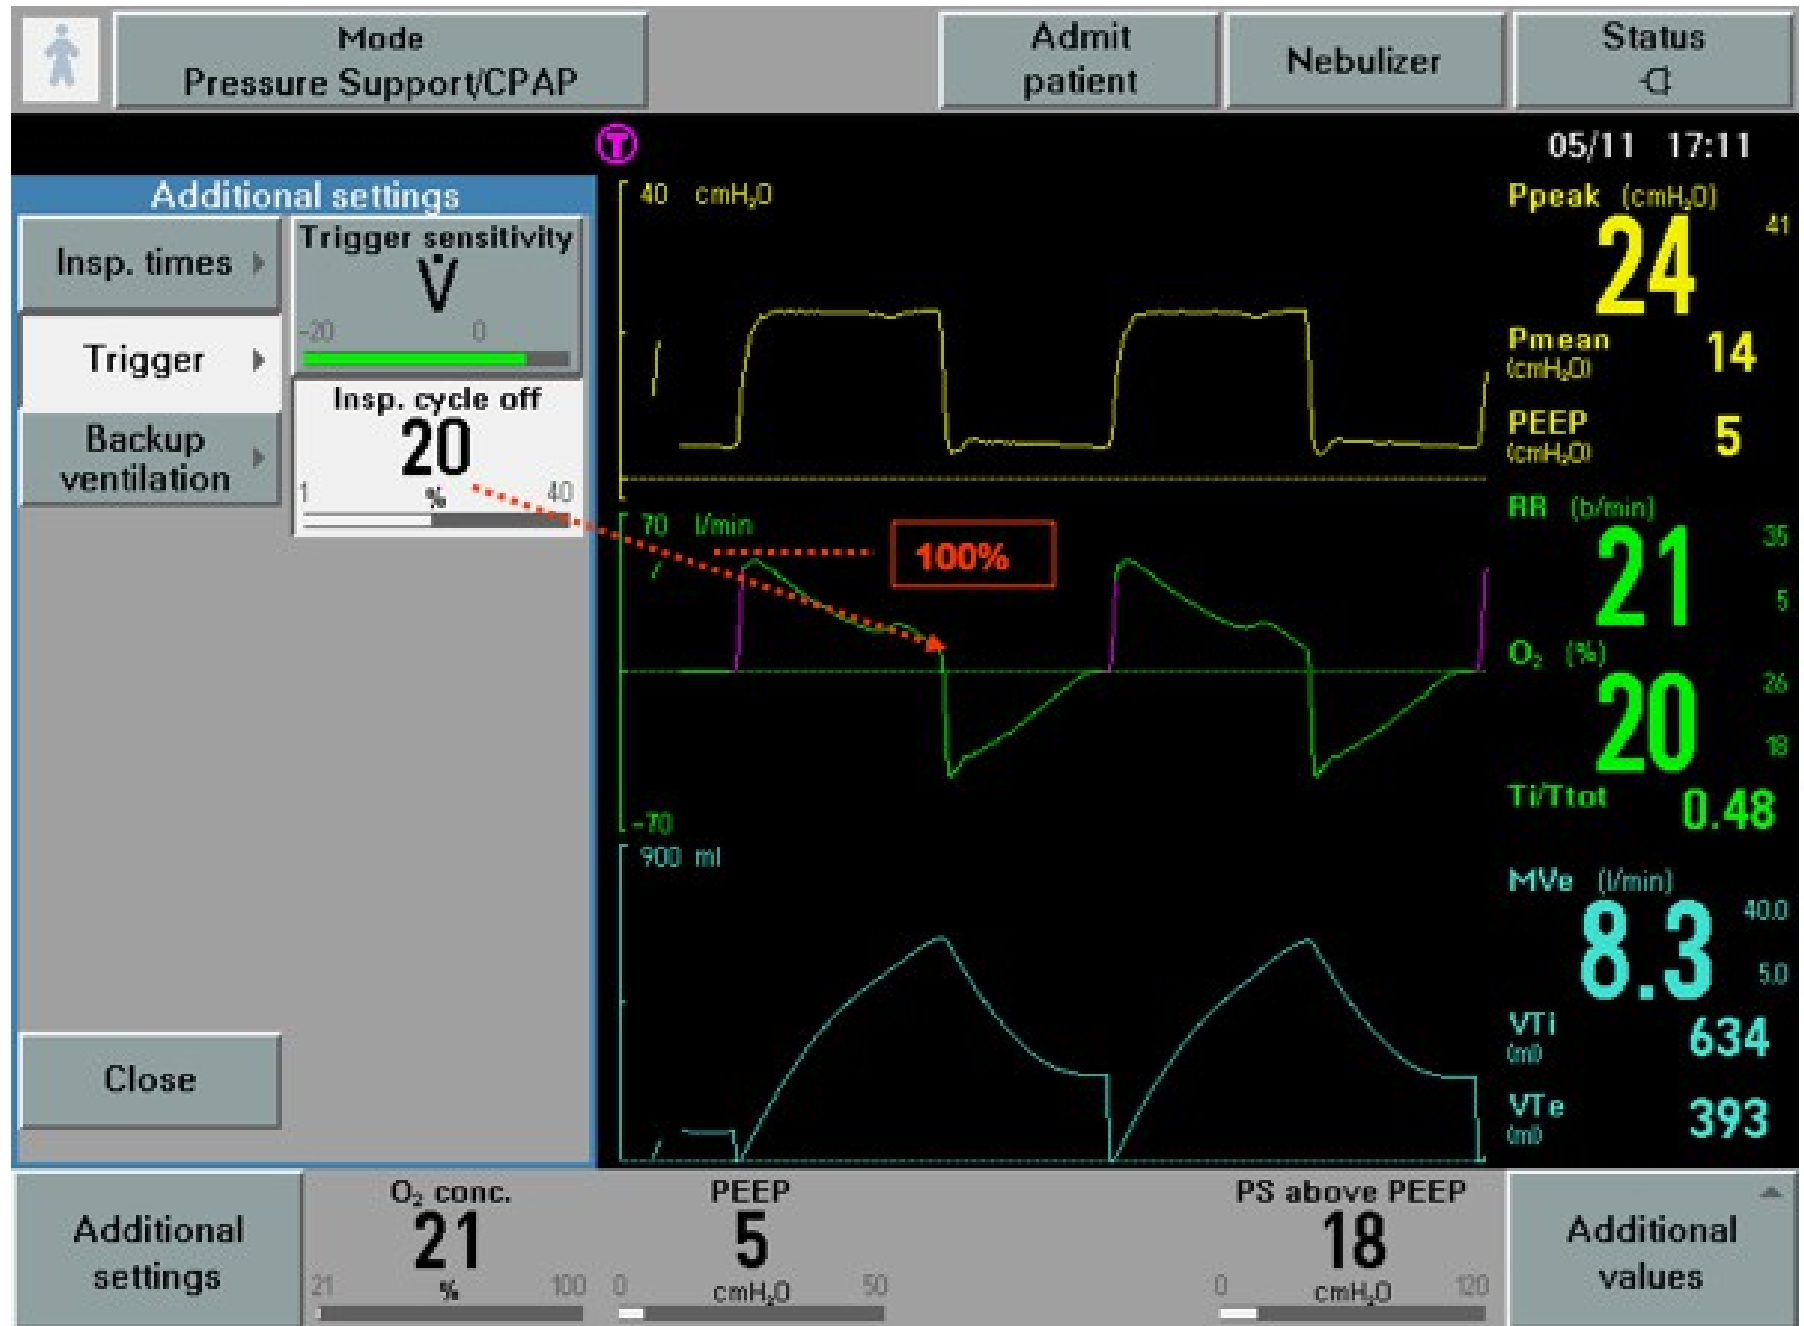 Mode
Pressure Support/CPAP
Admit
patient
Nebulizer
Status
T
05/11 17:11
Additional settings
Insp. times
Trigger sensitivity
V̇
-20 0
Trigger
Insp. cycle off
20
1 % 40
Backup
ventilation
Close
40 cmH₂O
70 l/min
100%
-70
900 ml
Ppeak (cmH₂O)
24 41
Pmean 14
(cmH₂O)
PEEP 5
(cmH₂O)
RR (b/min)
21 35
5
O₂ (%)
20 26
18
Ti/Ttot 0.48
MVe (l/min)
8.3 40.0
5.0
VTi 634
(ml)
VTe 393
(ml)
Additional
settings
O₂ conc.
21
21 % 100
PEEP
5
0 cmH₂O 50
PS above PEEP
18
0 cmH₂O 120
Additional
values